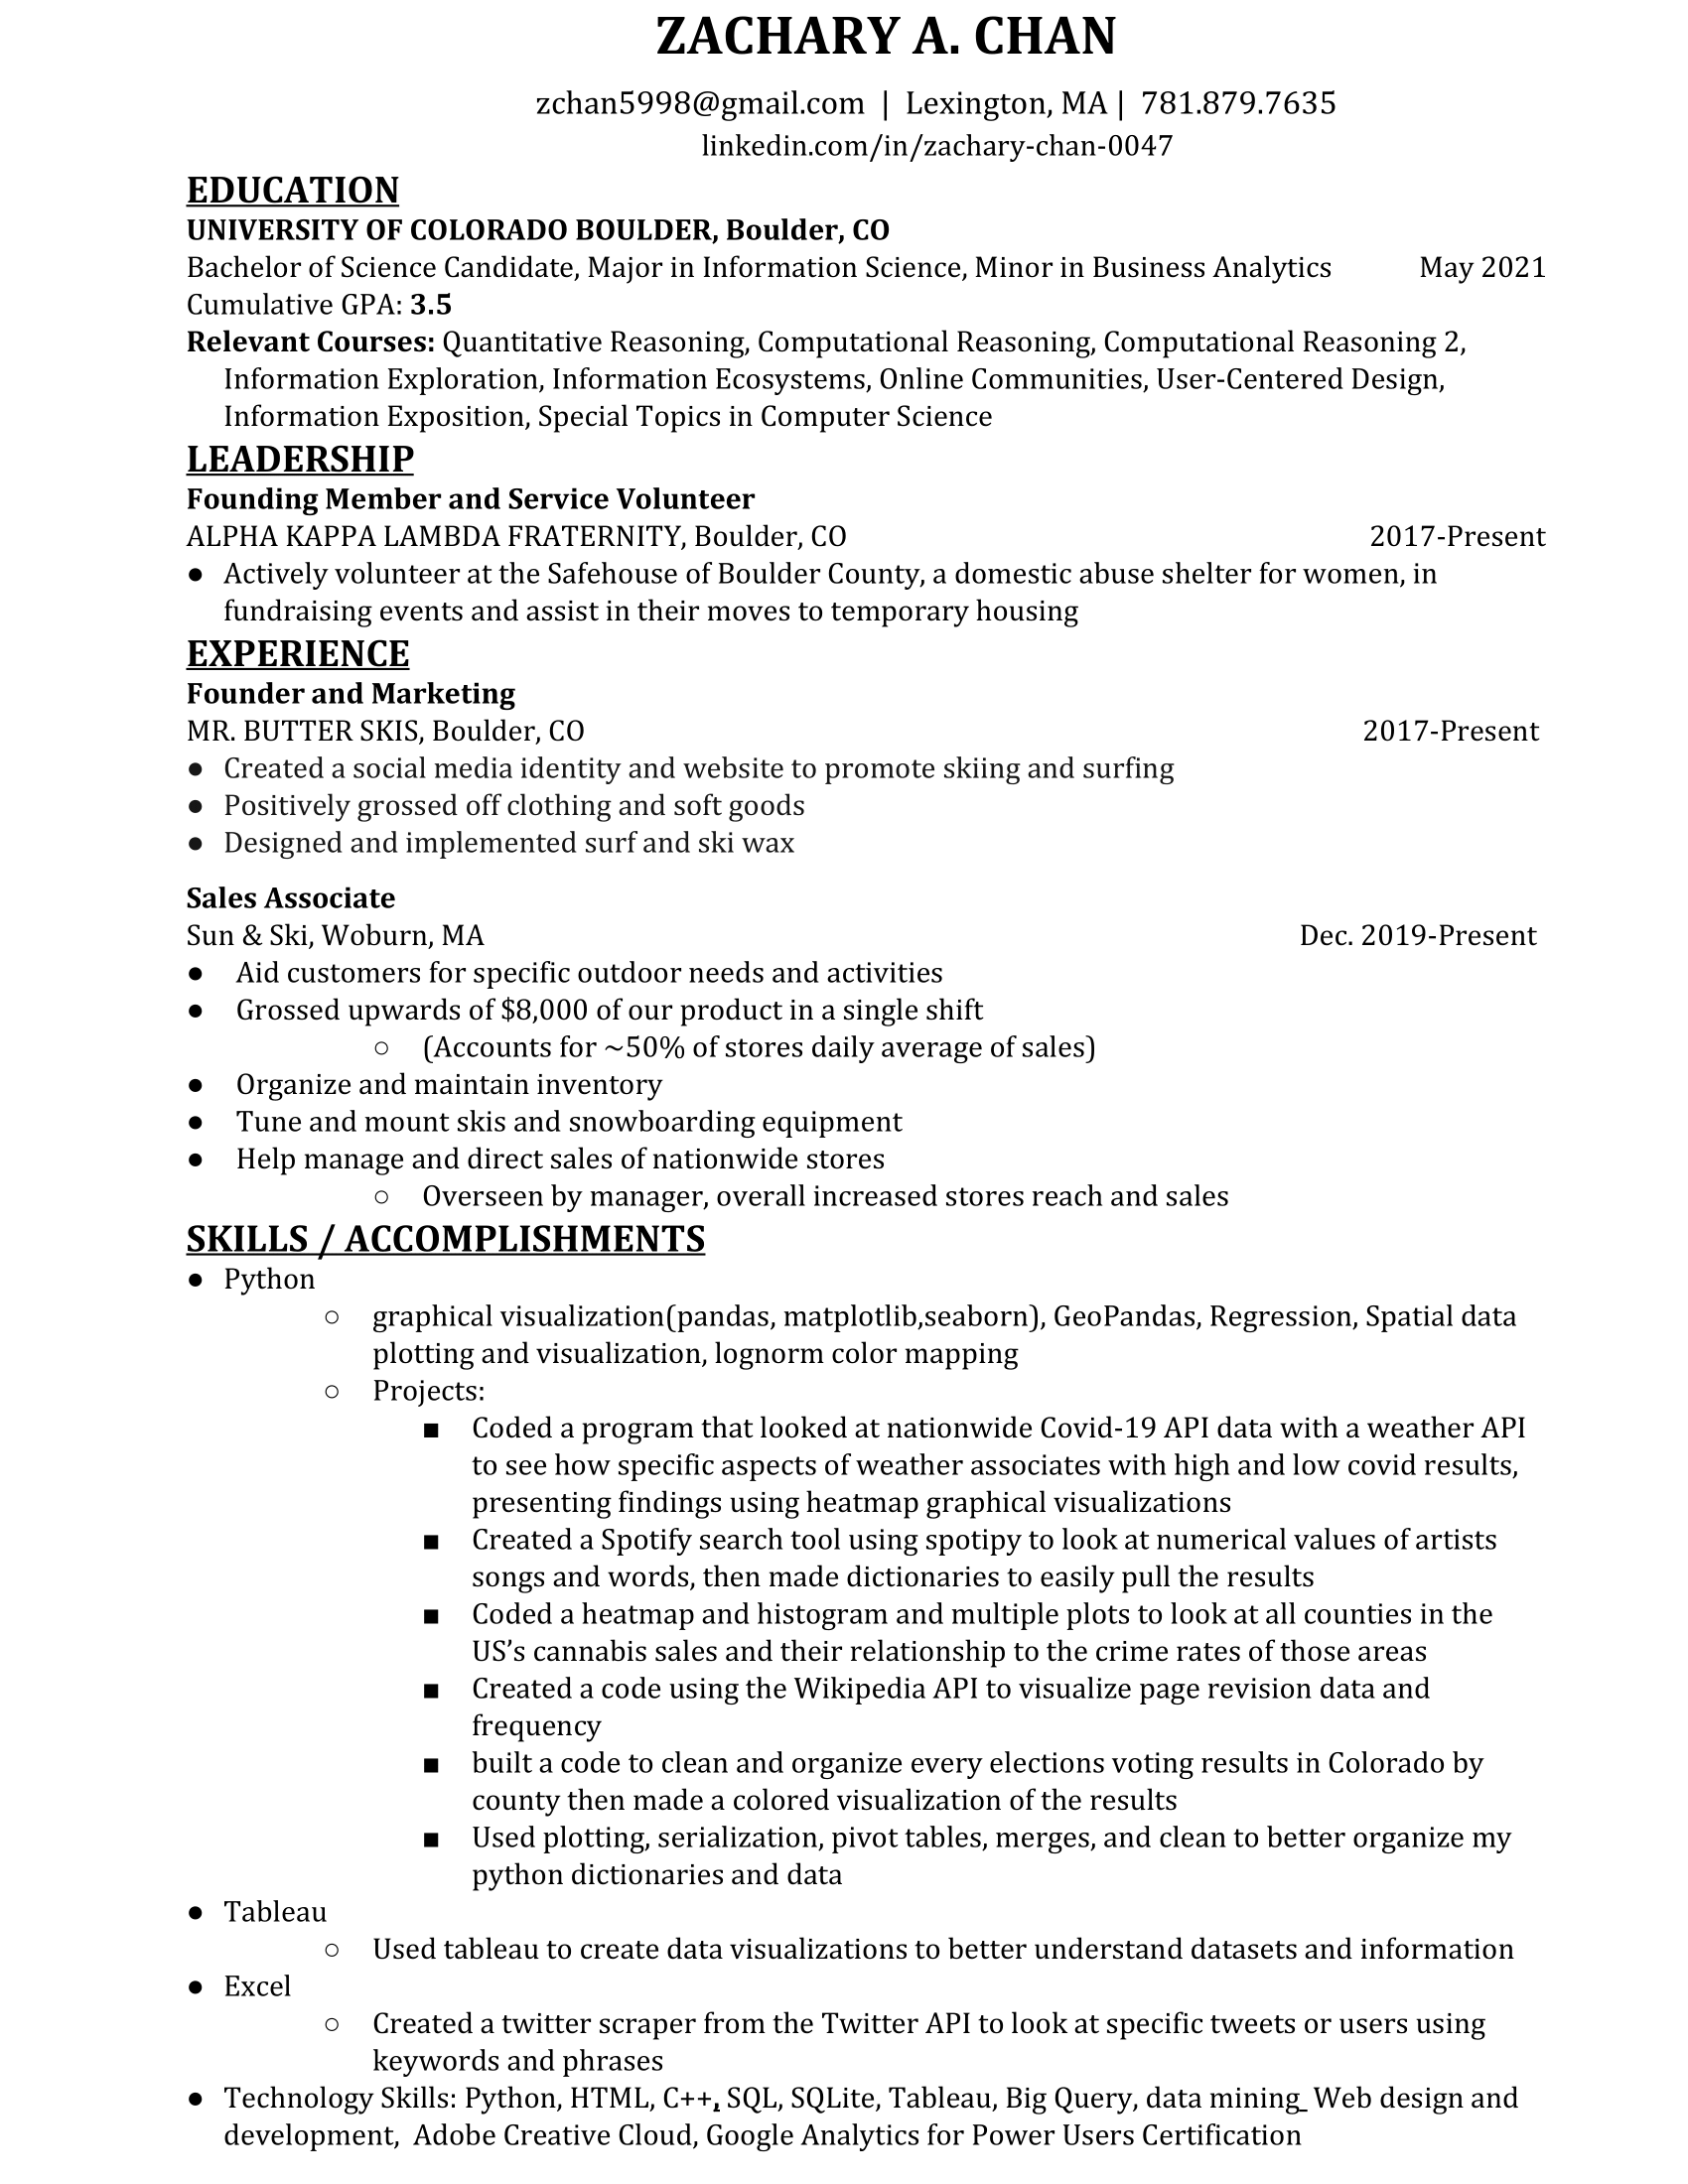 ZACHARY A. CHAN
zchan5998@gmail.com | Lexington, MA | 781.879.7635
linkedin.com/in/zachary-chan-0047
EDUCATION
UNIVERSITY OF COLORADO BOULDER, Boulder, CO
Bachelor of Science Candidate, Major in Information Science, Minor in Business Analytics May 2021
Cumulative GPA: 3.5
Relevant Courses: Quantitative Reasoning, Computational Reasoning, Computational Reasoning 2,
Information Exploration, Information Ecosystems, Online Communities, User-Centered Design,
Information Exposition, Special Topics in Computer Science
LEADERSHIP
Founding Member and Service Volunteer
ALPHA KAPPA LAMBDA FRATERNITY, Boulder, CO 2017-Present
● Actively volunteer at the Safehouse of Boulder County, a domestic abuse shelter for women, in
fundraising events and assist in their moves to temporary housing
EXPERIENCE
Founder and Marketing
MR. BUTTER SKIS, Boulder, CO 2017-Present
● Created a social media identity and website to promote skiing and surfing
● Positively grossed off clothing and soft goods
● Designed and implemented surf and ski wax
Sales Associate
Sun & Ski, Woburn, MA Dec. 2019-Present
● Aid customers for specific outdoor needs and activities
● Grossed upwards of $8,000 of our product in a single shift
○ (Accounts for ~50% of stores daily average of sales)
● Organize and maintain inventory
● Tune and mount skis and snowboarding equipment
● Help manage and direct sales of nationwide stores
○ Overseen by manager, overall increased stores reach and sales
SKILLS / ACCOMPLISHMENTS
● Python
○ graphical visualization(pandas, matplotlib,seaborn), GeoPandas, Regression, Spatial data
plotting and visualization, lognorm color mapping
○ Projects:
■ Coded a program that looked at nationwide Covid-19 API data with a weather API
to see how specific aspects of weather associates with high and low covid results,
presenting findings using heatmap graphical visualizations
■ Created a Spotify search tool using spotipy to look at numerical values of artists
songs and words, then made dictionaries to easily pull the results
■ Coded a heatmap and histogram and multiple plots to look at all counties in the
US’s cannabis sales and their relationship to the crime rates of those areas
■ Created a code using the Wikipedia API to visualize page revision data and
frequency
■ built a code to clean and organize every elections voting results in Colorado by
county then made a colored visualization of the results
■ Used plotting, serialization, pivot tables, merges, and clean to better organize my
python dictionaries and data
● Tableau
○ Used tableau to create data visualizations to better understand datasets and information
● Excel
○ Created a twitter scraper from the Twitter API to look at specific tweets or users using
keywords and phrases
● Technology Skills: Python, HTML, C++, SQL, SQLite, Tableau, Big Query, data mining_ Web design and
development, Adobe Creative Cloud, Google Analytics for Power Users Certification